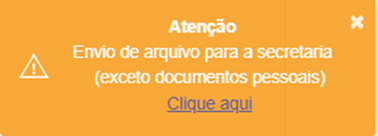 Atenção
Envio de arquivo para a secretaria
(exceto documentos pessoais)
Clique aqui